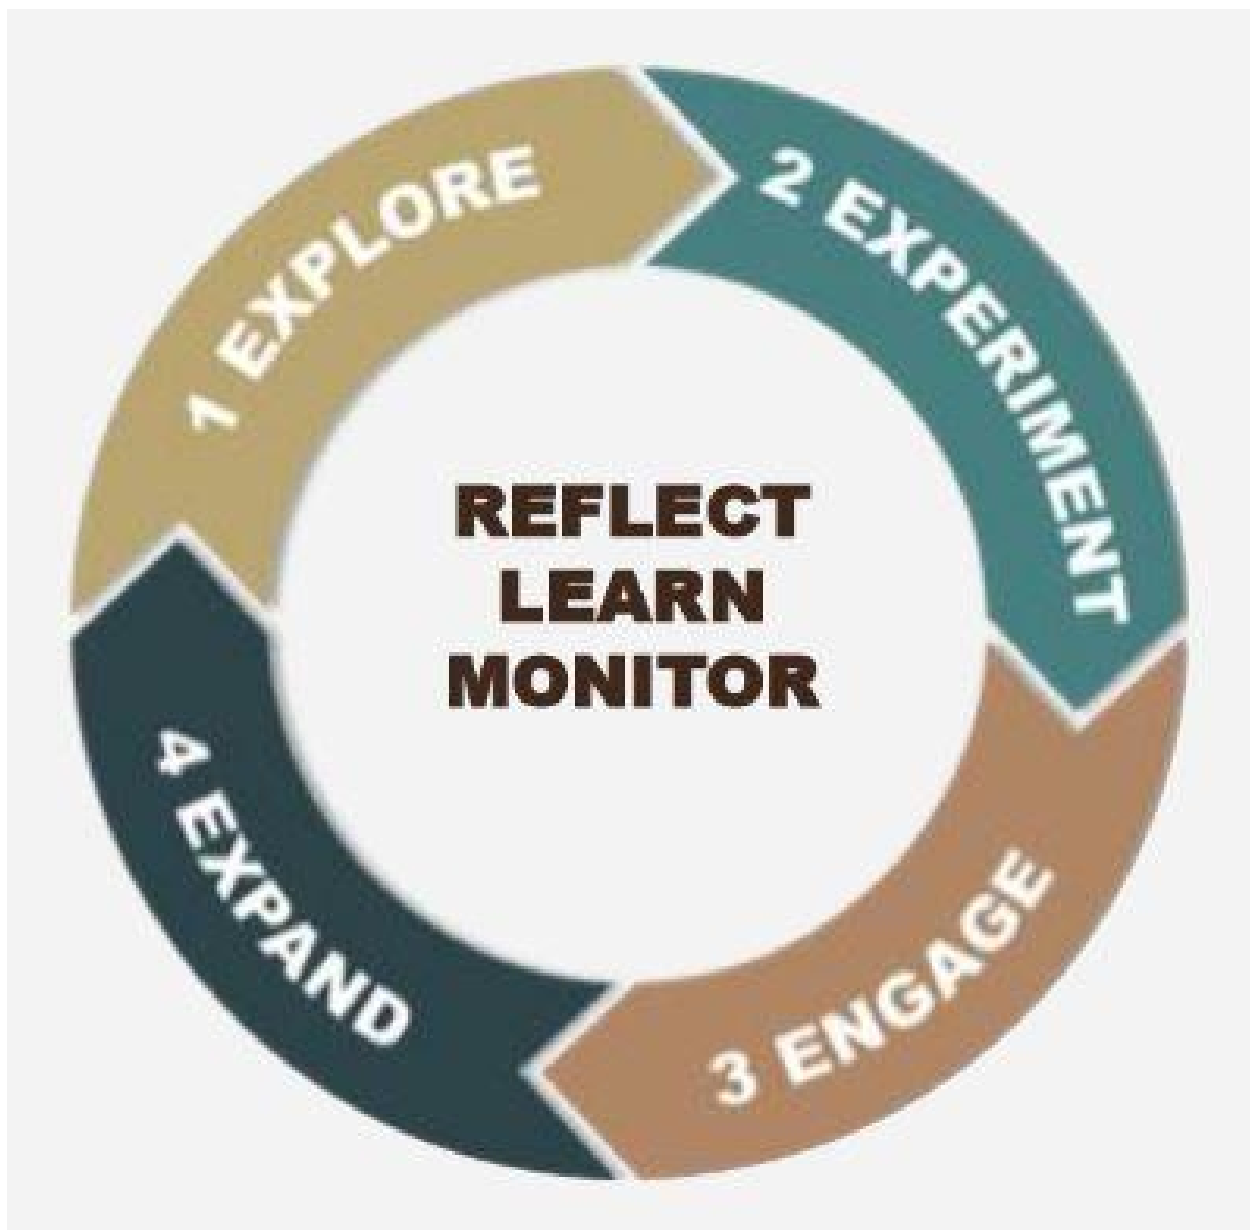 1 EXPLORE
2 EXPERIMENT
3 ENGAGE
4 EXPAND
REFLECT
LEARN
MONITOR